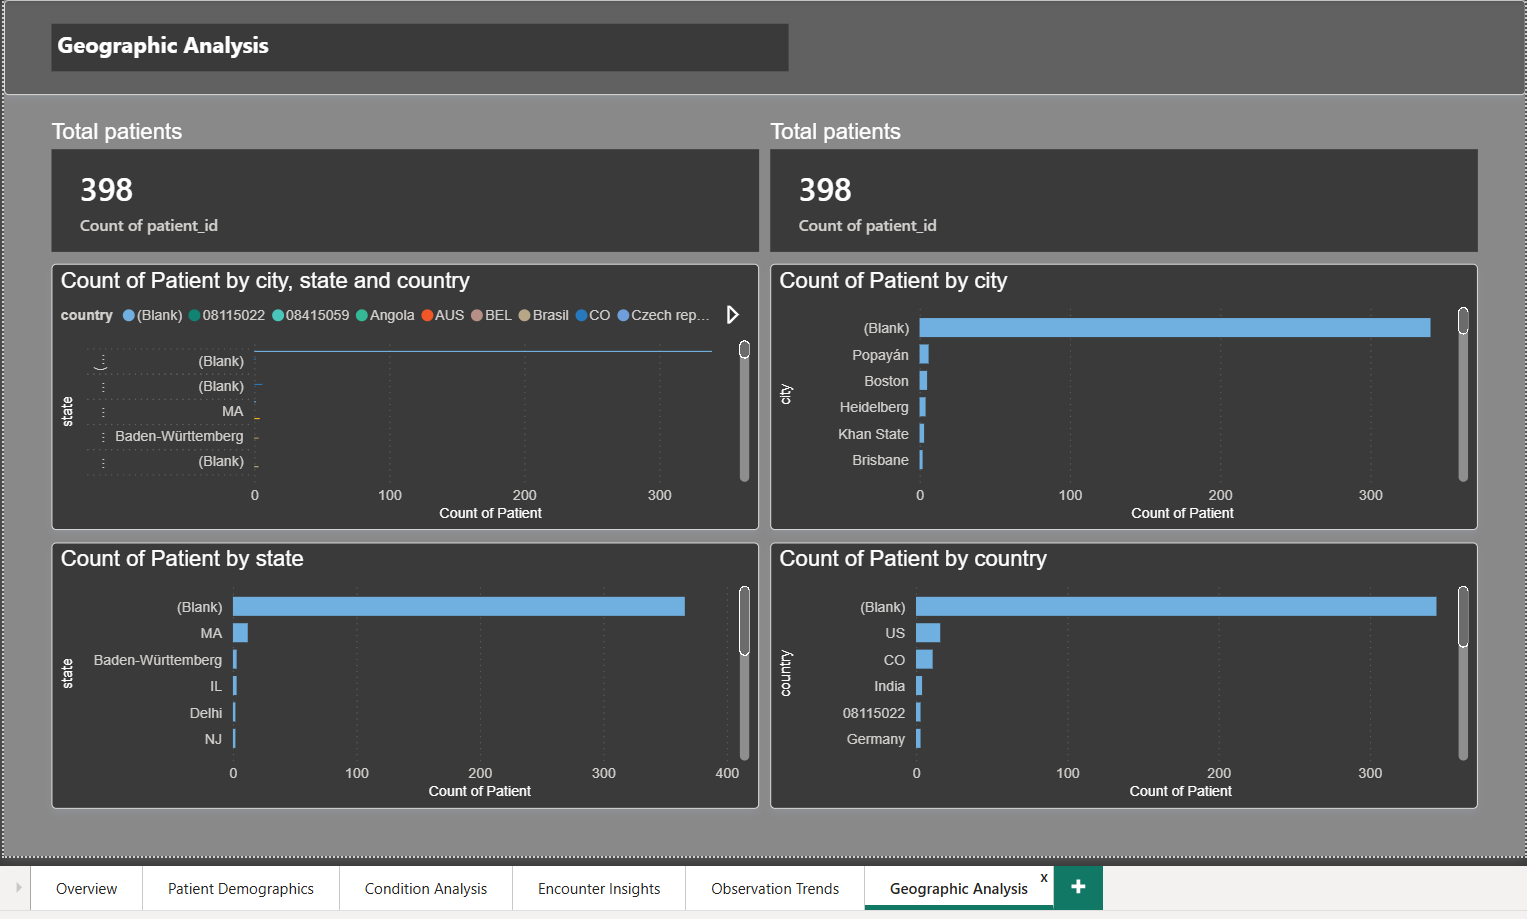 Geographic Analysis
Total patients
398
Count of patient_id
Total patients
398
Count of patient_id
Count of Patient by city, state and country
country (Blank) 08115022 08415059 Angola AUS BEL Brasil CO Czech rep...
state
(Blank)
(Blank)
MA
Baden-Württemberg
(Blank)
0 100 200 300
Count of Patient
Count of Patient by city
city
(Blank)
Popayán
Boston
Heidelberg
Khan State
Brisbane
0 100 200 300
Count of Patient
Count of Patient by state
state
(Blank)
MA
Baden-Württemberg
IL
Delhi
NJ
0 100 200 300 400
Count of Patient
Count of Patient by country
country
(Blank)
US
CO
India
08115022
Germany
0 100 200 300
Count of Patient
Overview Patient Demographics Condition Analysis Encounter Insights Observation Trends Geographic Analysis x +